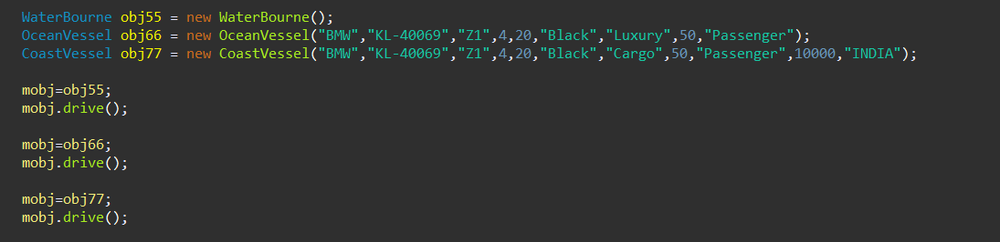 WaterBourne obj55 = new WaterBourne();
OceanVessel obj66 = new OceanVessel("BMW","KL-40069","Z1",4,20,"Black","Luxury",50,"Passenger");
CoastVessel obj77 = new CoastVessel("BMW","KL-40069","Z1",4,20,"Black","Cargo",50,"Passenger",10000,"INDIA");
mobj=obj55;
mobj.drive();
mobj=obj66;
mobj.drive();
mobj=obj77;
mobj.drive();